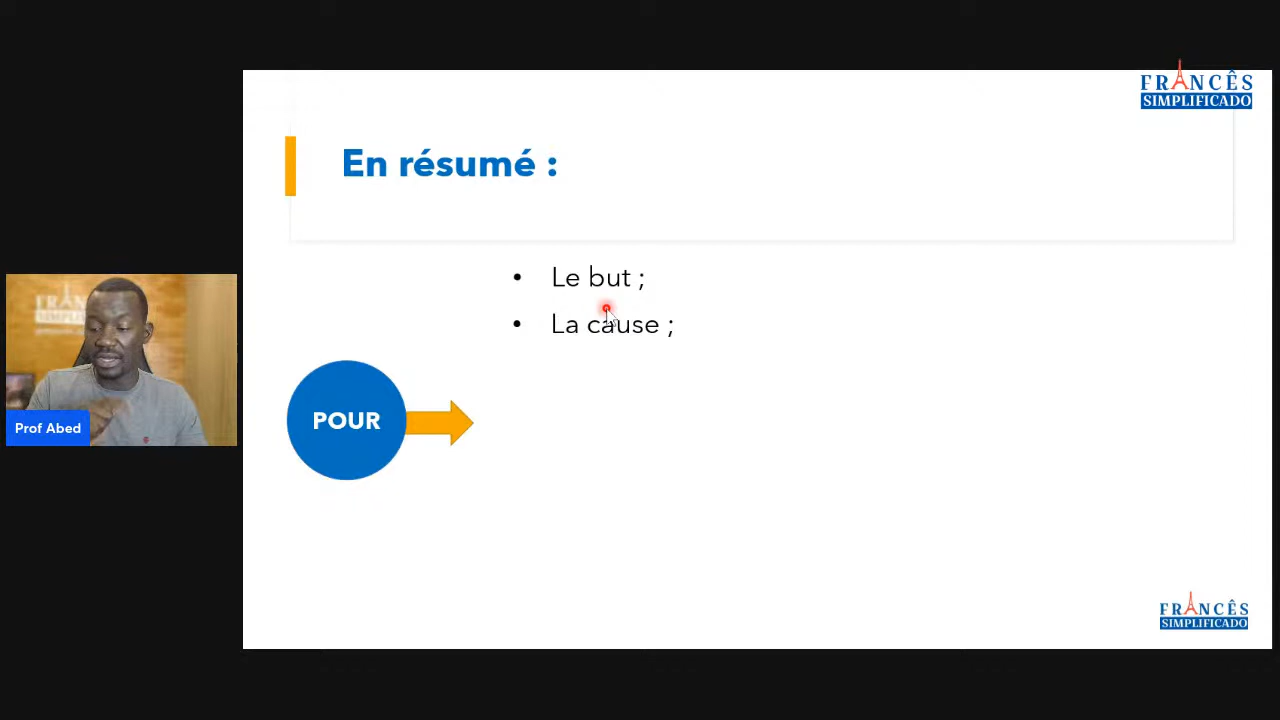 FRANCÊS
SIMPLIFICADO
En résumé :
• Le but ;
• La cause ;
POUR
Prof Abed
FRANCÊS
SIMPLIFICADO